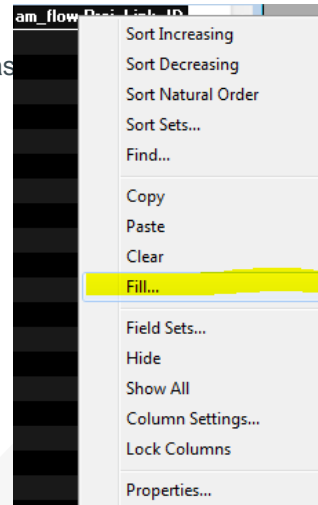 am_flow
Sort Increasing
Sort Decreasing
Sort Natural Order
Sort Sets...
Find...
Copy
Paste
Clear
Fill...
Field Sets...
Hide
Show All
Column Settings...
Lock Columns
Properties...